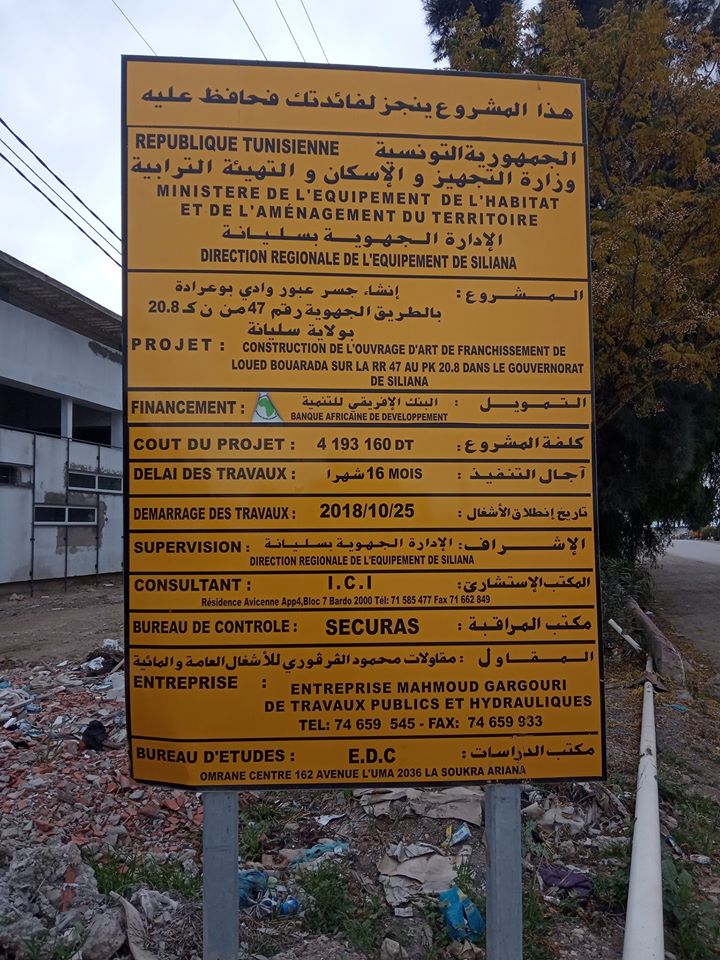 هذا المشروع ينجز لفائدتك فحافظ عليه
REPUBLIQUE TUNISIENNE الجمهورية التونسية
وزارة التجهيز و الإسكان و التهيئة الترابية
MINISTERE DE L'EQUIPEMENT DE L'HABITAT
ET DE L'AMÉNAGEMENT DU TERRITOIRE
الإدارة الجهوية بسليانة
DIRECTION REGIONALE DE L'EQUIPEMENT DE SILIANA
المشروع : إنشاء جسر عبور وادي بوعرادة
بالطريق الجهوية رقم 47 من ن ك 20.8
بولاية سليانة
PROJET : CONSTRUCTION DE L'OUVRAGE D'ART DE FRANCHISSEMENT DE
LOUED BOUARADA SUR LA RR 47 AU PK 20.8 DANS LE GOUVERNORAT
DE SILIANA
FINANCEMENT : البنك الإفريقي للتنمية التمويل :
BANQUE AFRICAINE DE DEVELOPPEMENT
COUT DU PROJET : 4 193 160 DT كلفة المشروع :
DELAI DES TRAVAUX : 16 MOIS شهرا آجال التنفيذ :
DEMARRAGE DES TRAVAUX : 2018/10/25 تاريخ إنطلاق الأشغال :
SUPERVISION : الإدارة الجهوية بسليانة الإشراف :
DIRECTION REGIONALE DE L'EQUIPEMENT DE SILIANA
CONSULTANT : I.C.I المكتب الإستشاري :
Résidence Avicenne App4,Bloc 7 Bardo 2000 Tél: 71 585 477 Fax 71 662 849
BUREAU DE CONTROLE : SECURAS مكتب المراقبة :
المقاول : مقاولات محمود الڨرڨوري للأشغال العامة والمائية
ENTREPRISE : ENTREPRISE MAHMOUD GARGOURI
DE TRAVAUX PUBLICS ET HYDRAULIQUES
TEL: 74 659 545 - FAX: 74 659 933
BUREAU D'ETUDES : E.D.C مكتب الدراسات :
OMRANE CENTRE 162 AVENUE L'UMA 2036 LA SOUKRA ARIANA